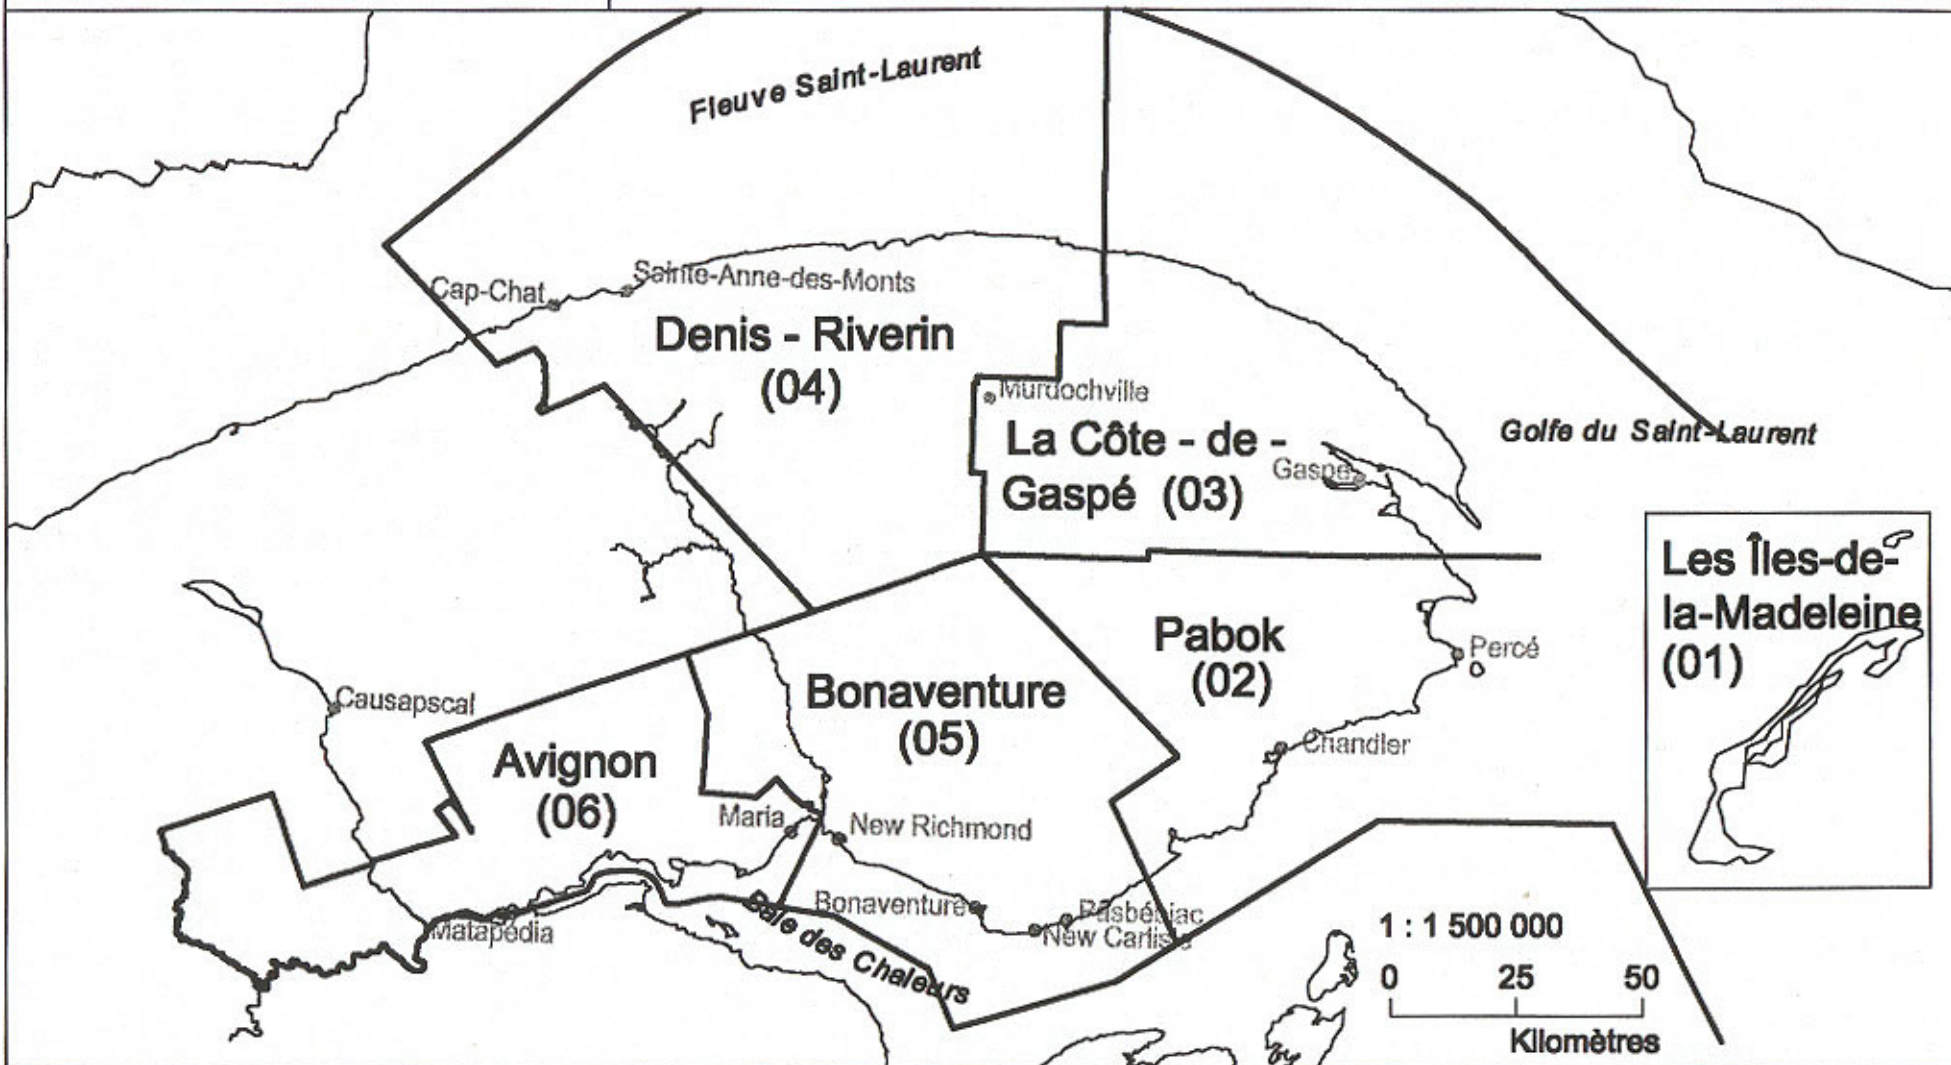 Fleuve Saint-Laurent
Cap-Chat
Sainte-Anne-des-Monts
Denis - Riverin
(04)
Murdochville
La Côte - de -
Gaspé (03)
Gaspé
Golfe du Saint-Laurent
Les Îles-de-
la-Madeleine
(01)
Pabok
(02)
Percé
Causapscal
Bonaventure
(05)
Chandler
Avignon
(06)
Maria
New Richmond
Bonaventure
Pasbébiac
New Carlisle
Matapédia
Baie des Chaleurs
1 : 1 500 000
0 25 50
Kilomètres